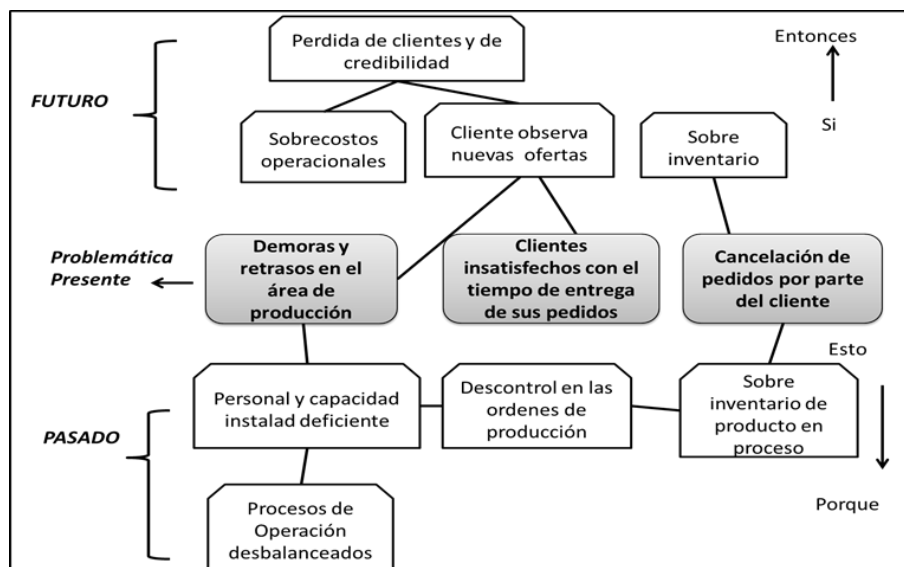 Perdida de clientes y de
credibilidad
Entonces
FUTURO
Si
Sobrecostos
operacionales
Cliente observa
nuevas ofertas
Sobre
inventario
Problemática
Presente
Demoras y
retrasos en el
área de
producción
Clientes
insatisfechos con el
tiempo de entrega
de sus pedidos
Cancelación de
pedidos por parte
del cliente
Esto
Personal y capacidad
instalad deficiente
Descontrol en las
ordenes de
producción
Sobre
inventario de
producto en
proceso
PASADO
Porque
Procesos de
Operación
desbalanceados